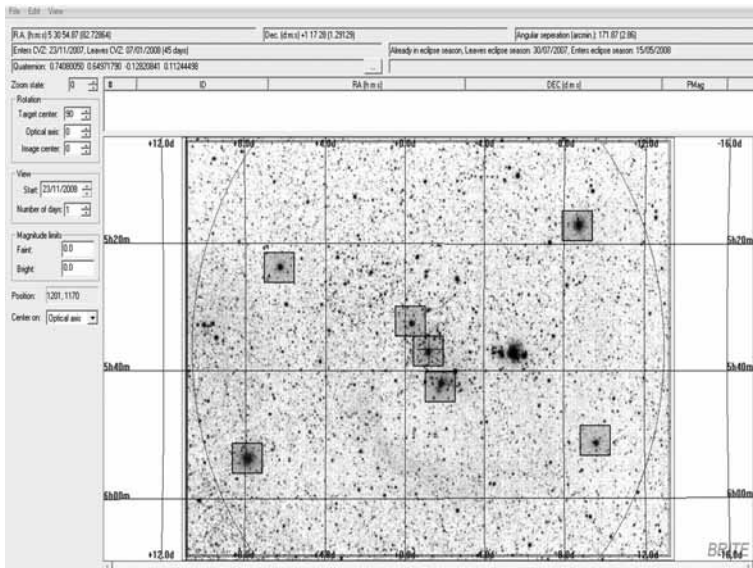 File Edit View
R.A. (h m s) 5 30 54.87 (82.72864) Dec. (d m s) +1 17 28 (1.29129) Angular seperation (arcmin.): 171.87 (2.86)
Enters CVZ: 23/11/2007, Leaves CVZ: 07/01/2008 (45 days) Already in eclipse season, Leaves eclipse season: 30/07/2007, Enters eclipse season: 15/05/2008
Quaternion: 0.74080050 0.64971790 -0.12820841 0.11244498 ...
Zoom state: 0 # ID RA (h m s) DEC (d m s) PMag
Rotation
Target center: 90
Optical axis: 0
Image center: 0
+12.0d +8.0d +4.0d +0.0d -4.0d -8.0d -12.0d -16.0d
View
Start: 23/11/2008
Number of days: 1
Magnitude limits
Faint: 0.0
Bright: 0.0
Position: 1201, 1170
Center on: Optical axis
5h20m 5h20m
5h40m 5h40m
6h00m 6h00m
+12.0d +8.0d +4.0d +0.0d -4.0d -8.0d -12.0d -16.0d
BRITE